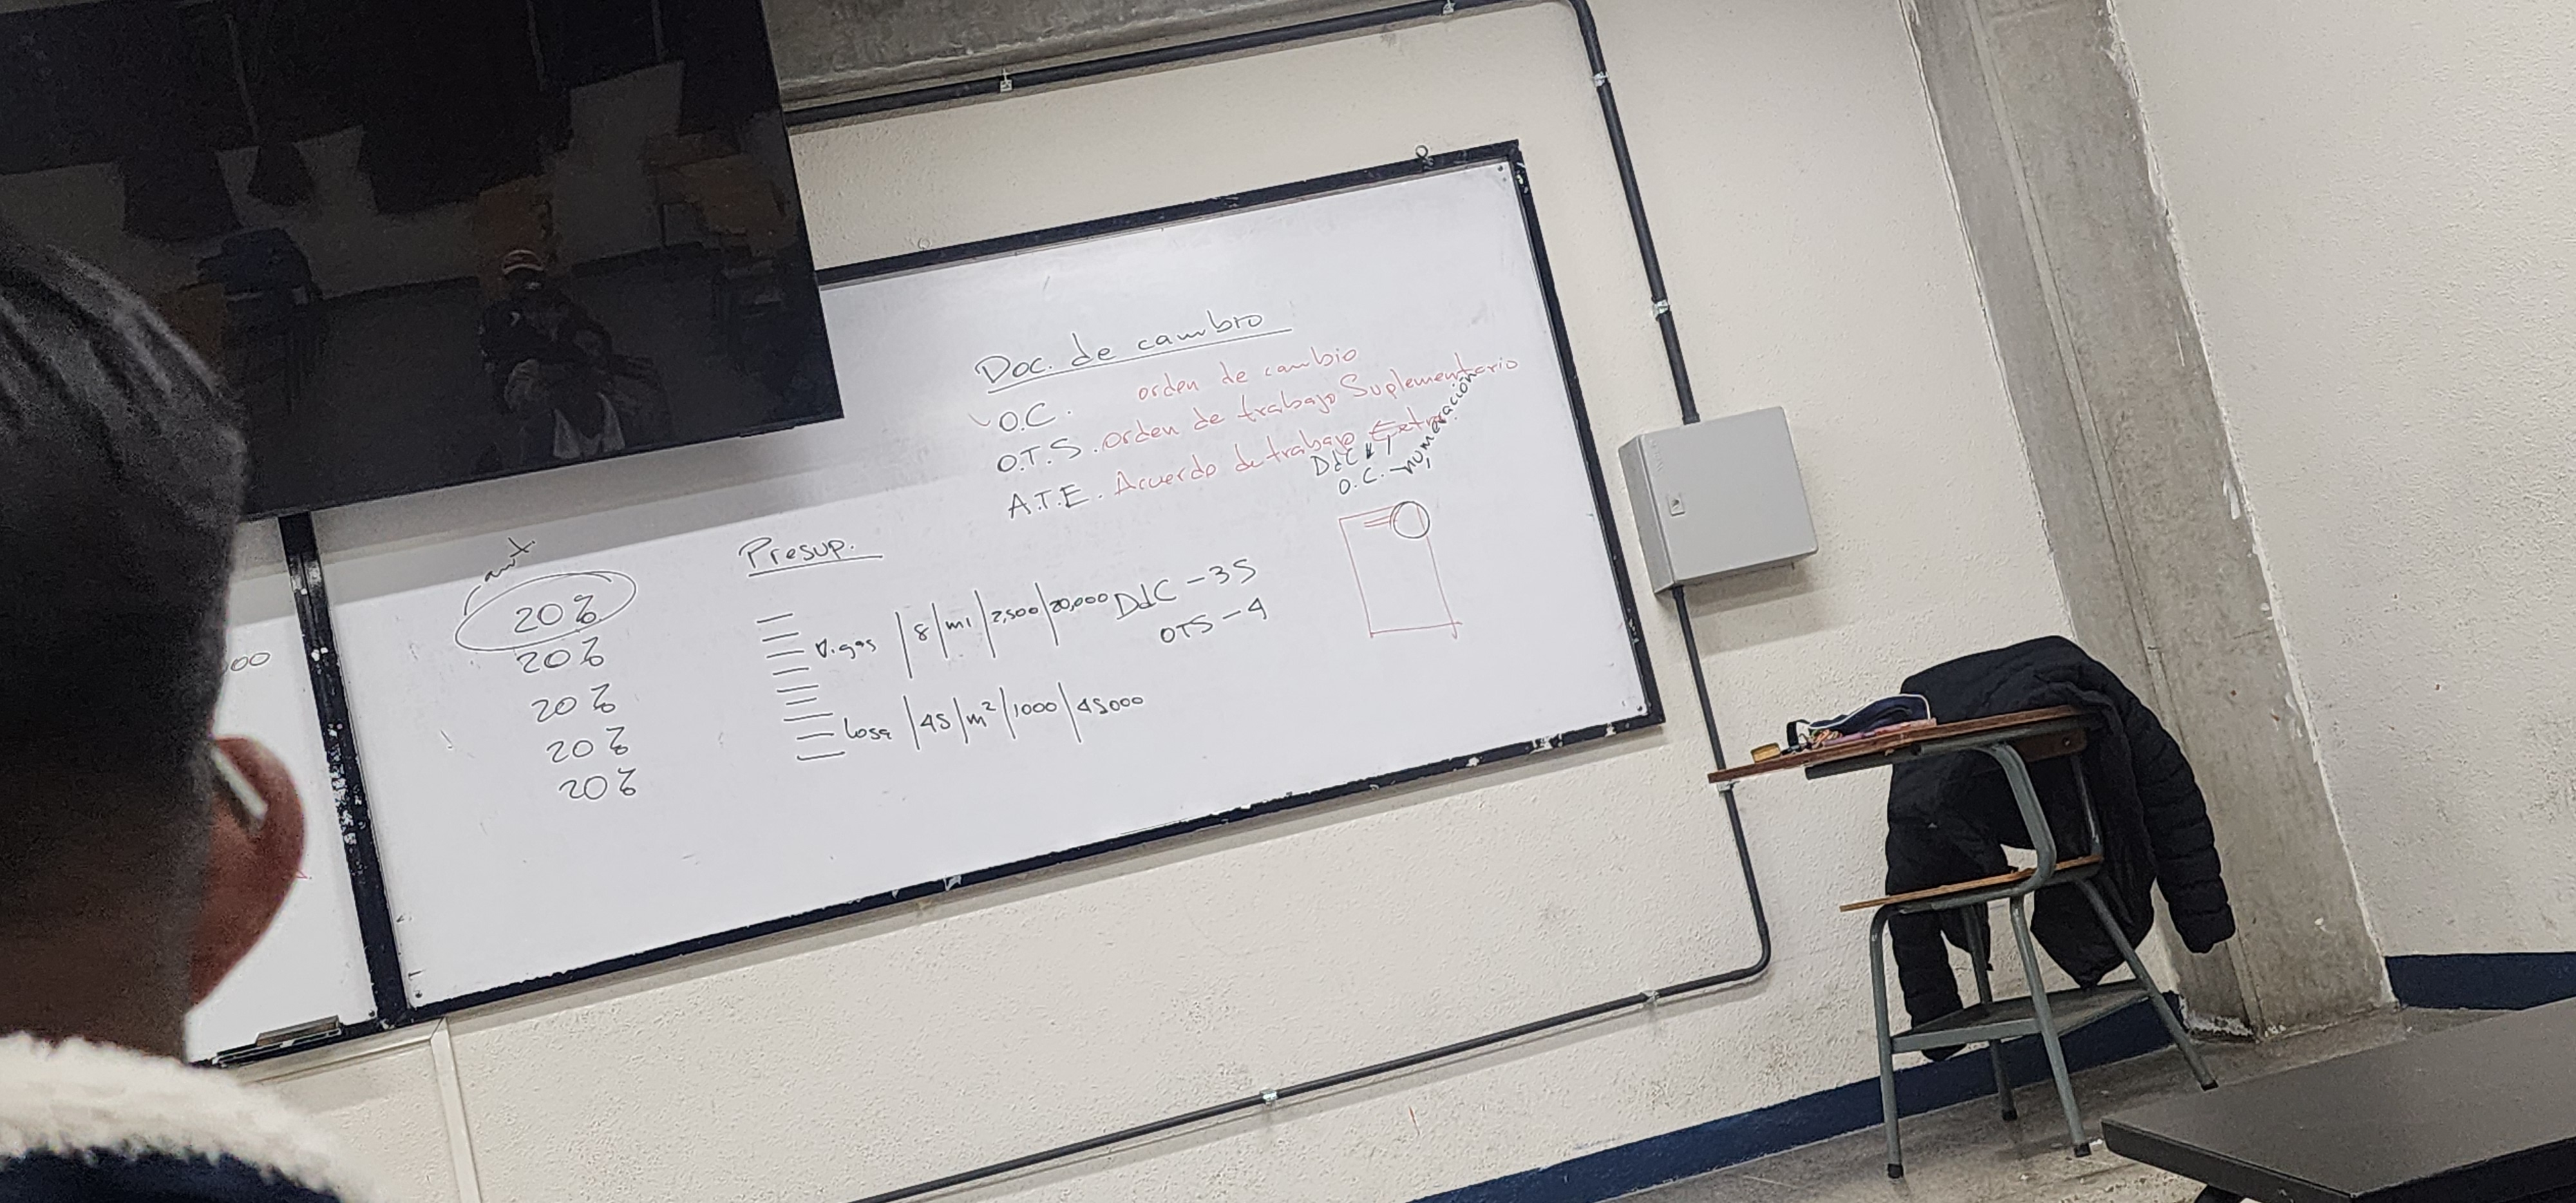 Doc. de cambio
O.C. orden de cambio
O.T.S. orden de trabajo Suplementario
A.T.E. Acuerdo de trabajo Extra
DdC
O.C. - numeración
ant.
20%
20%
20%
20%
20%
Presup.
Vigas |8|ml|2,500|20,000 DdC - 35
OTS - 4
losa |45|m²|1000|45000
00